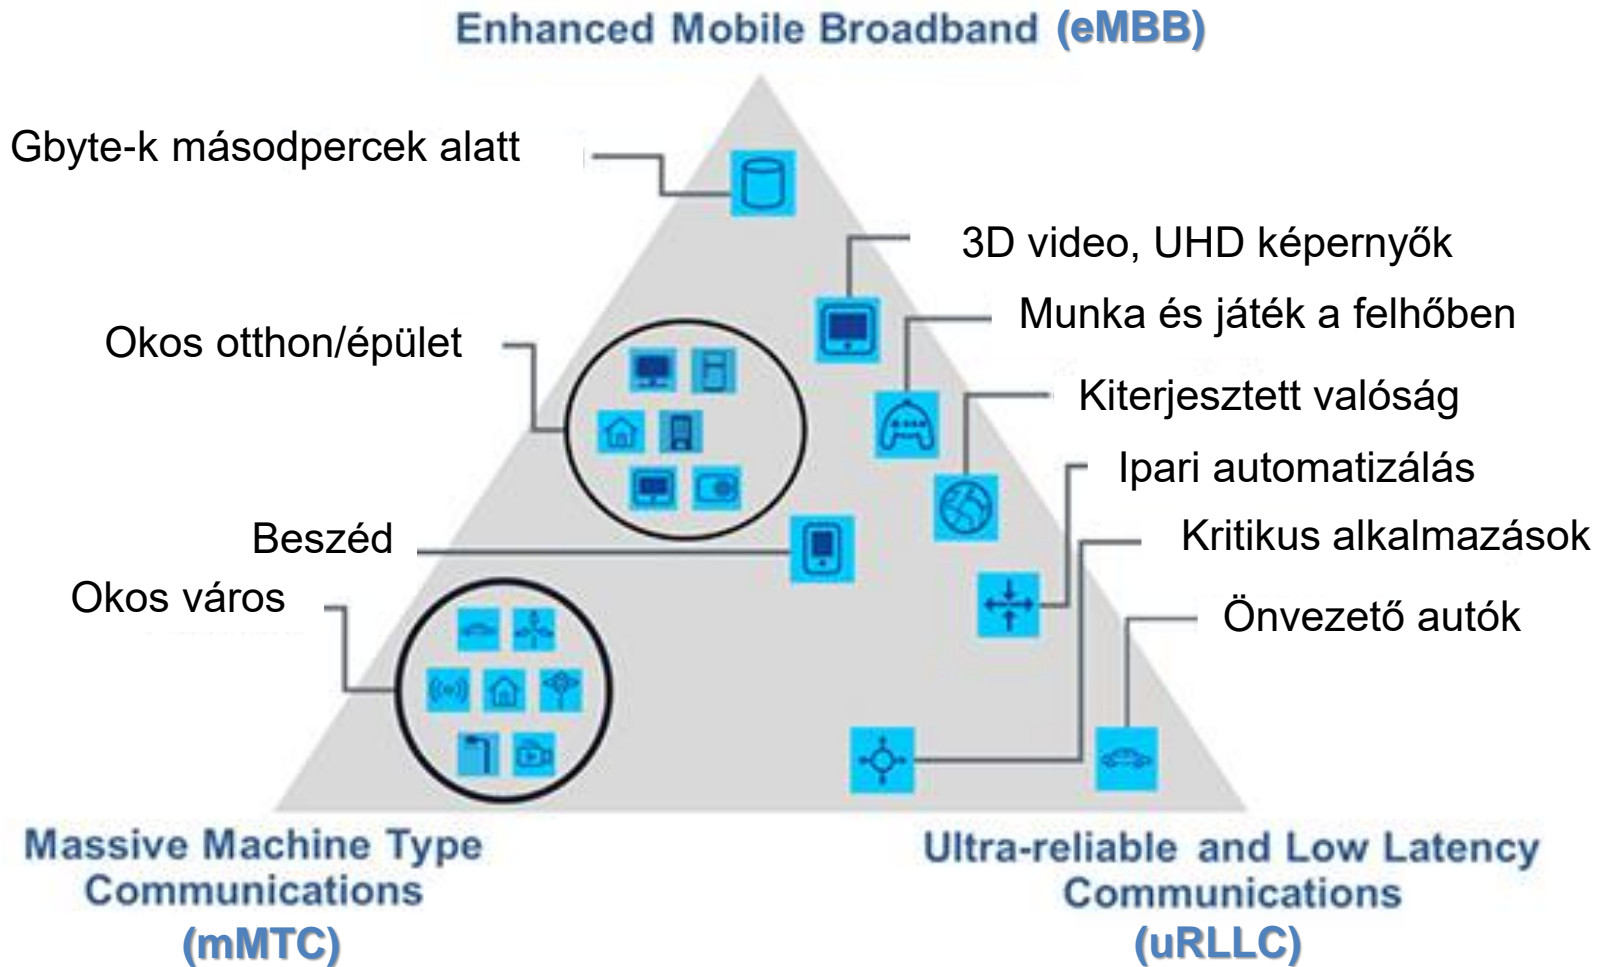 Enhanced Mobile Broadband (eMBB)
Gbyte-k másodpercek alatt
3D video, UHD képernyők
Munka és játék a felhőben
Okos otthon/épület
Kiterjesztett valóság
Ipari automatizálás
Beszéd
Kritikus alkalmazások
Okos város
Önvezető autók
Massive Machine Type
Communications
(mMTC)
Ultra-reliable and Low Latency
Communications
(uRLLC)